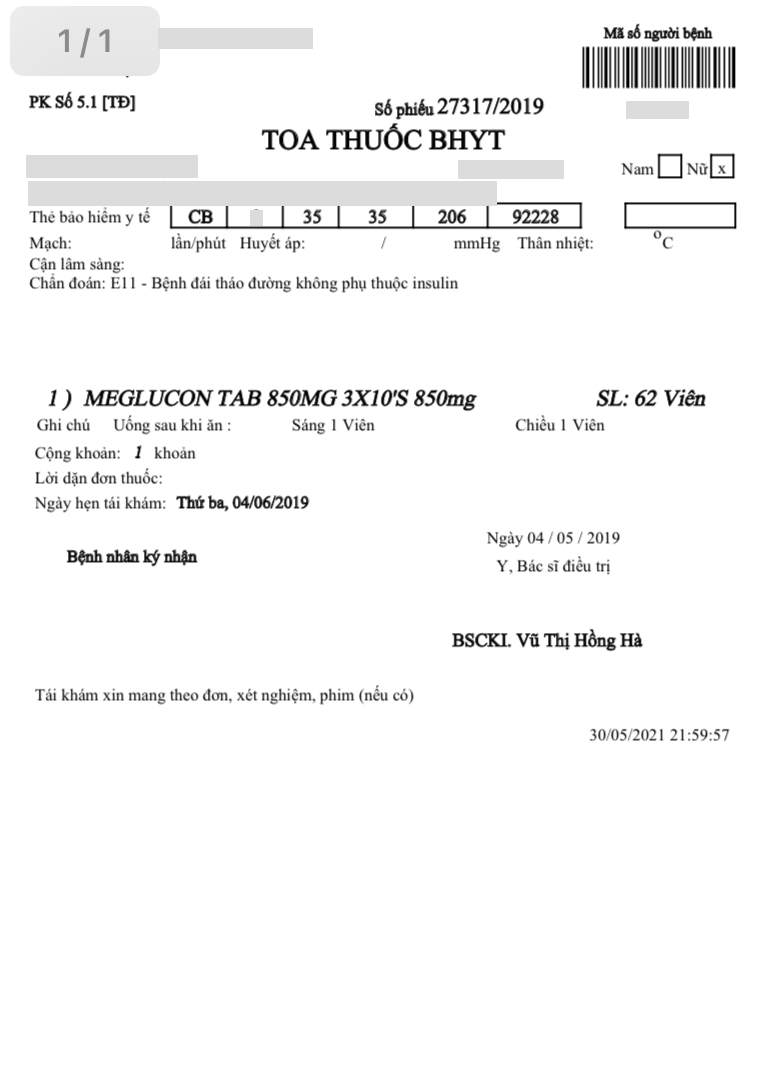 1/1
Mã số người bệnh
PK Số 5.1 [TĐ]
Số phiếu 27317/2019
TOA THUỐC BHYT
Nam Nữ x
Thẻ bảo hiểm y tế CB 35 35 206 92228
Mạch: lần/phút Huyết áp: / mmHg Thân nhiệt: °C
Cận lâm sàng:
Chẩn đoán: E11 - Bệnh đái tháo đường không phụ thuộc insulin
1 ) MEGLUCON TAB 850MG 3X10'S 850mg SL: 62 Viên
Ghi chú Uống sau khi ăn : Sáng 1 Viên Chiều 1 Viên
Cộng khoản: 1 khoản
Lời dặn đơn thuốc:
Ngày hẹn tái khám: Thứ ba, 04/06/2019
Ngày 04 / 05 / 2019
Bệnh nhân ký nhận
Y, Bác sĩ điều trị
BSCKI. Vũ Thị Hồng Hà
Tái khám xin mang theo đơn, xét nghiệm, phim (nếu có)
30/05/2021 21:59:57